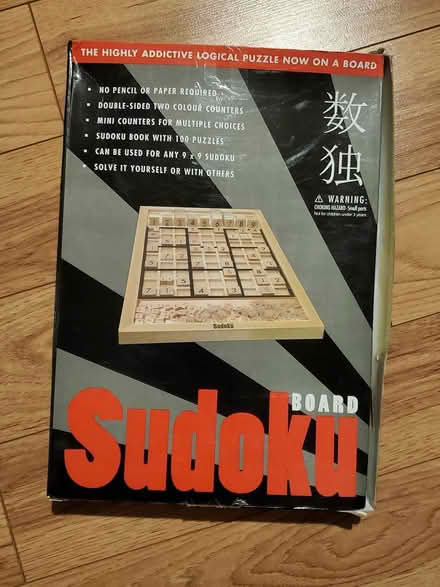 THE HIGHLY ADDICTIVE LOGICAL PUZZLE NOW ON A BOARD
• NO PENCIL OR PAPER REQUIRED •
• DOUBLE-SIDED TWO COLOUR COUNTERS
• MINI COUNTERS FOR MULTIPLE CHOICES
• SUDOKU BOOK WITH 100 PUZZLES
• CAN BE USED FOR ANY 9 x 9 SUDOKU
• SOLVE IT YOURSELF OR WITH OTHERS
数
独
⚠ WARNING:
CHOKING HAZARD- Small parts
Not for children under 3 years
Sudoku
BOARD
Sudoku